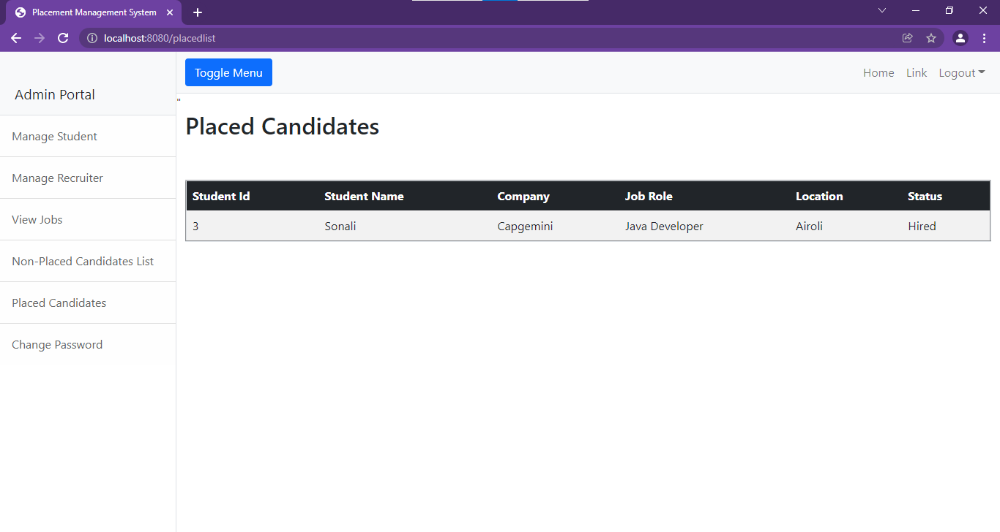 Placement Management System
localhost:8080/placedlist
Admin Portal
Manage Student
Manage Recruiter
View Jobs
Non-Placed Candidates List
Placed Candidates
Change Password
Toggle Menu
Home Link Logout
"
Placed Candidates
Student Id Student Name Company Job Role Location Status
3 Sonali Capgemini Java Developer Airoli Hired